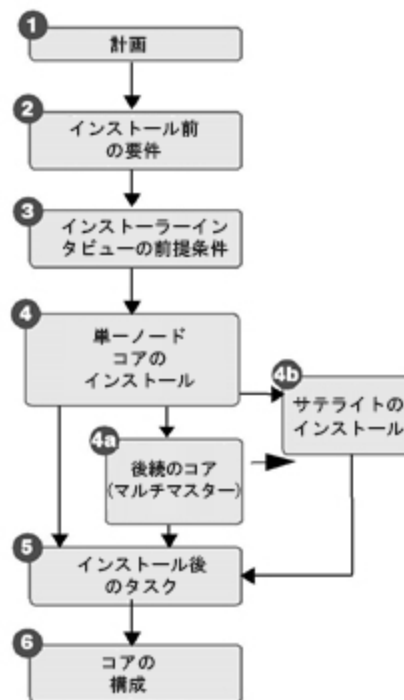 1
計画
2
インストール前
の要件
3
インストーラーイン
タビューの前提条件
4
単一ノード
コアの
インストール
4b
サテライトの
インストール
4a
後続のコア
(マルチマスター)
5
インストール後
のタスク
6
コアの
構成